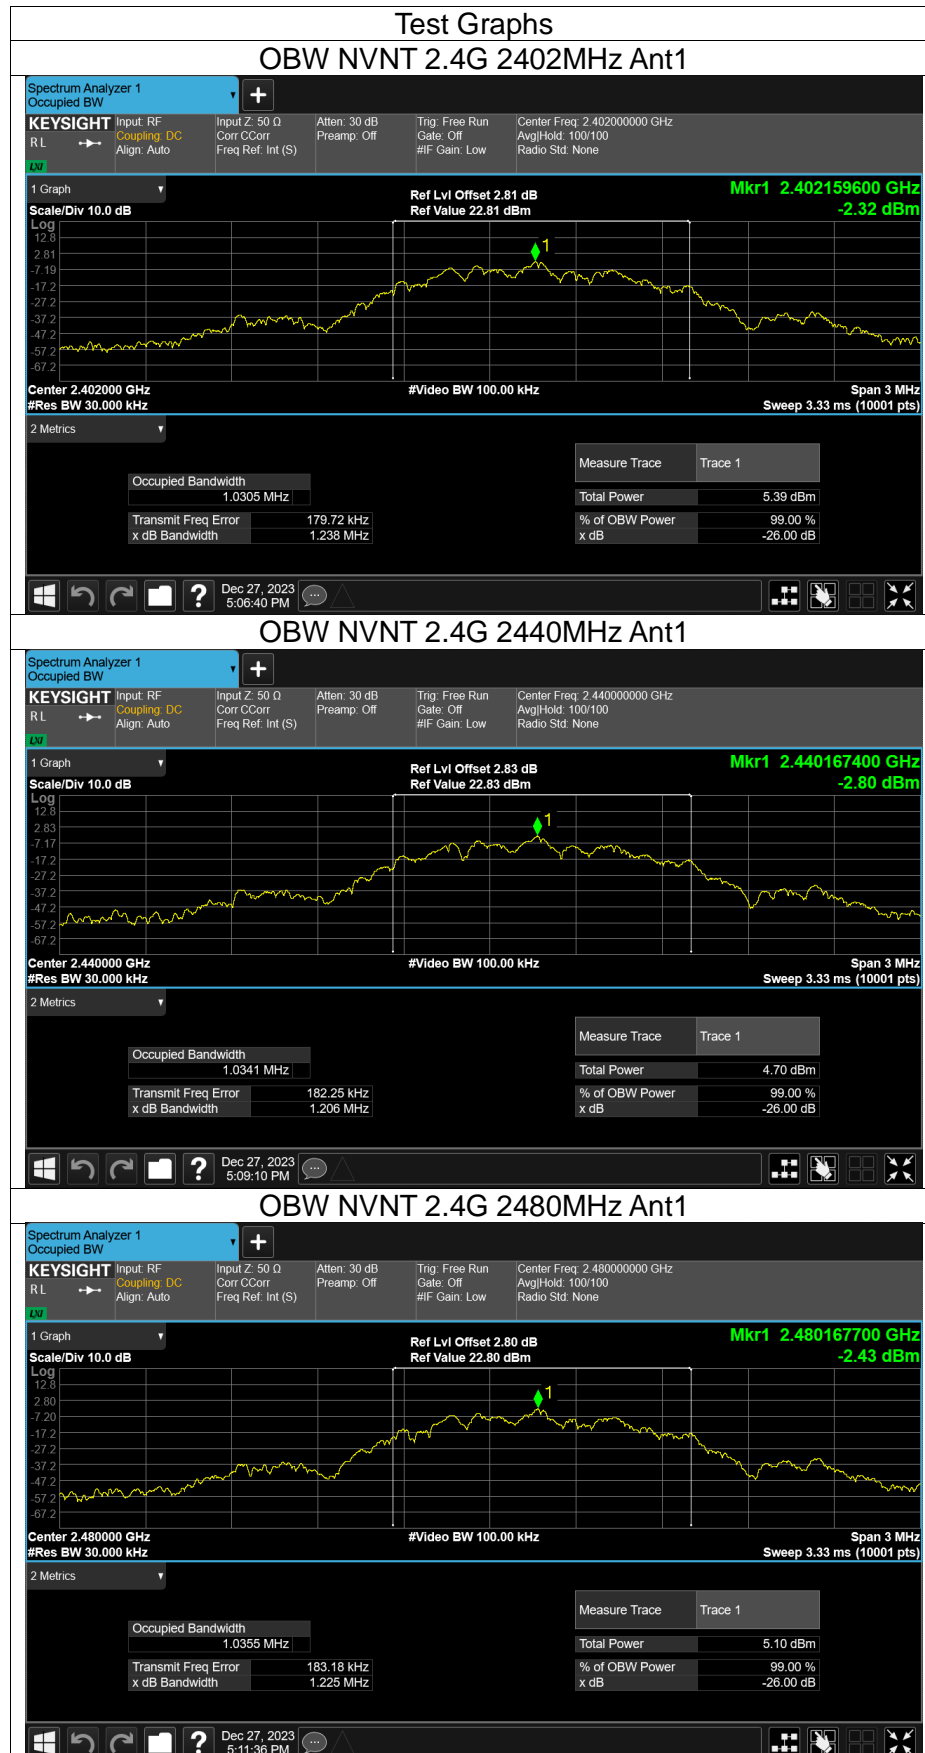 Test Graphs
OBW NVNT 2.4G 2402MHz Ant1
Spectrum Analyzer 1
Occupied BW
KEYSIGHT
RL
LXI
Input: RF
Coupling: DC
Align: Auto
Input Z: 50 Ω
Corr CCorr
Freq Ref: Int (S)
Atten: 30 dB
Preamp: Off
Trig: Free Run
Gate: Off
#IF Gain: Low
Center Freq: 2.402000000 GHz
Avg|Hold: 100/100
Radio Std: None
1 Graph
Scale/Div 10.0 dB
Ref Lvl Offset 2.81 dB
Ref Value 22.81 dBm
Mkr1 2.402159600 GHz
-2.32 dBm
Log
12.8
2.81
-7.19
-17.2
-27.2
-37.2
-47.2
-57.2
-67.2
1
Center 2.402000 GHz
#Res BW 30.000 kHz
#Video BW 100.00 kHz
Span 3 MHz
Sweep 3.33 ms (10001 pts)
2 Metrics
Measure Trace Trace 1
Occupied Bandwidth
1.0305 MHz
Total Power 5.39 dBm
Transmit Freq Error 179.72 kHz
% of OBW Power 99.00 %
x dB Bandwidth 1.238 MHz
x dB -26.00 dB
?
Dec 27, 2023
5:06:40 PM
OBW NVNT 2.4G 2440MHz Ant1
Spectrum Analyzer 1
Occupied BW
KEYSIGHT
RL
LXI
Input: RF
Coupling: DC
Align: Auto
Input Z: 50 Ω
Corr CCorr
Freq Ref: Int (S)
Atten: 30 dB
Preamp: Off
Trig: Free Run
Gate: Off
#IF Gain: Low
Center Freq: 2.440000000 GHz
Avg|Hold: 100/100
Radio Std: None
1 Graph
Scale/Div 10.0 dB
Ref Lvl Offset 2.83 dB
Ref Value 22.83 dBm
Mkr1 2.440167400 GHz
-2.80 dBm
Log
12.8
2.83
-7.17
-17.2
-27.2
-37.2
-47.2
-57.2
-67.2
1
Center 2.440000 GHz
#Res BW 30.000 kHz
#Video BW 100.00 kHz
Span 3 MHz
Sweep 3.33 ms (10001 pts)
2 Metrics
Measure Trace Trace 1
Occupied Bandwidth
1.0341 MHz
Total Power 4.70 dBm
Transmit Freq Error 182.25 kHz
% of OBW Power 99.00 %
x dB Bandwidth 1.206 MHz
x dB -26.00 dB
?
Dec 27, 2023
5:09:10 PM
OBW NVNT 2.4G 2480MHz Ant1
Spectrum Analyzer 1
Occupied BW
KEYSIGHT
RL
LXI
Input: RF
Coupling: DC
Align: Auto
Input Z: 50 Ω
Corr CCorr
Freq Ref: Int (S)
Atten: 30 dB
Preamp: Off
Trig: Free Run
Gate: Off
#IF Gain: Low
Center Freq: 2.480000000 GHz
Avg|Hold: 100/100
Radio Std: None
1 Graph
Scale/Div 10.0 dB
Ref Lvl Offset 2.80 dB
Ref Value 22.80 dBm
Mkr1 2.480167700 GHz
-2.43 dBm
Log
12.8
2.80
-7.20
-17.2
-27.2
-37.2
-47.2
-57.2
-67.2
1
Center 2.480000 GHz
#Res BW 30.000 kHz
#Video BW 100.00 kHz
Span 3 MHz
Sweep 3.33 ms (10001 pts)
2 Metrics
Measure Trace Trace 1
Occupied Bandwidth
1.0355 MHz
Total Power 5.10 dBm
Transmit Freq Error 183.18 kHz
% of OBW Power 99.00 %
x dB Bandwidth 1.225 MHz
x dB -26.00 dB
?
Dec 27, 2023
5:11:36 PM